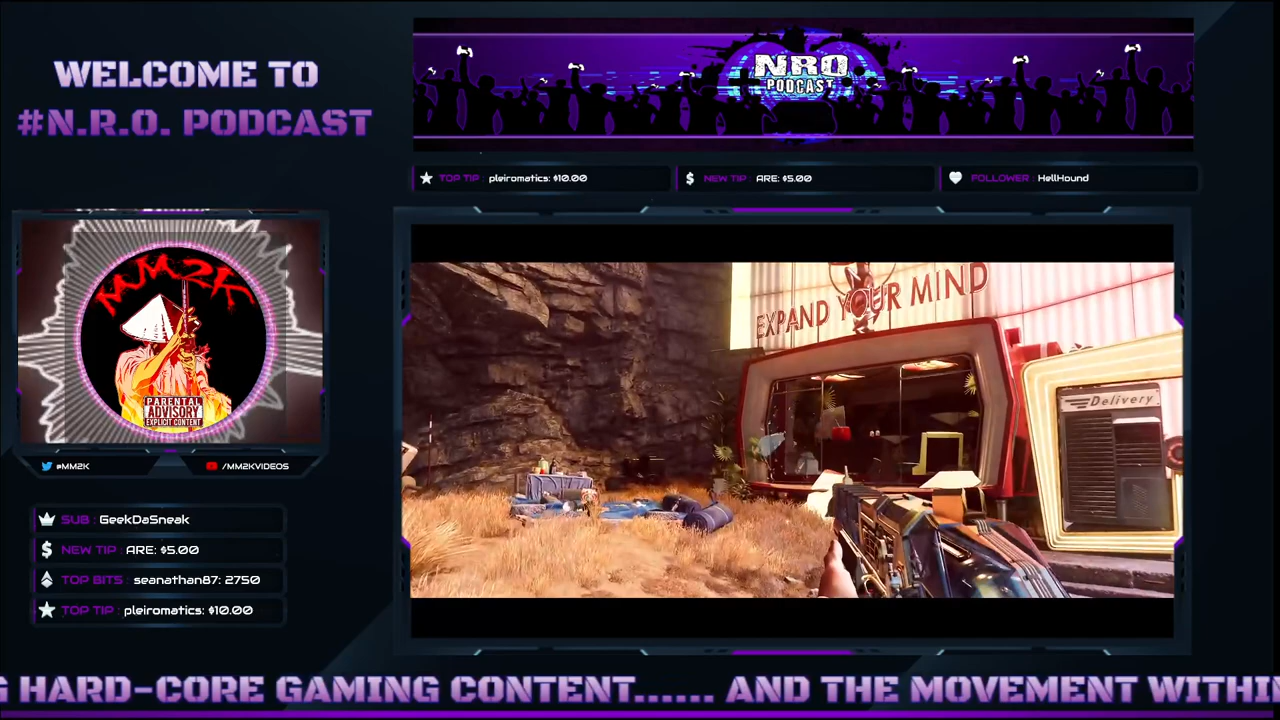 WELCOME TO
#N.R.O. PODCAST
NRO
PODCAST
TOP TIP : pleiromatics: $10.00
NEW TIP : ARE: $5.00
FOLLOWER : HellHound
MM2K
PARENTAL
ADVISORY
EXPLICIT CONTENT
@MM2K
/MM2KVIDEOS
SUB : GeekDaSneak
NEW TIP : ARE: $5.00
TOP BITS : seanathan87: 2750
TOP TIP : pleiromatics: $10.00
EXPAND YOUR MIND
Delivery
G HARD-CORE GAMING CONTENT...... AND THE MOVEMENT WITHIN